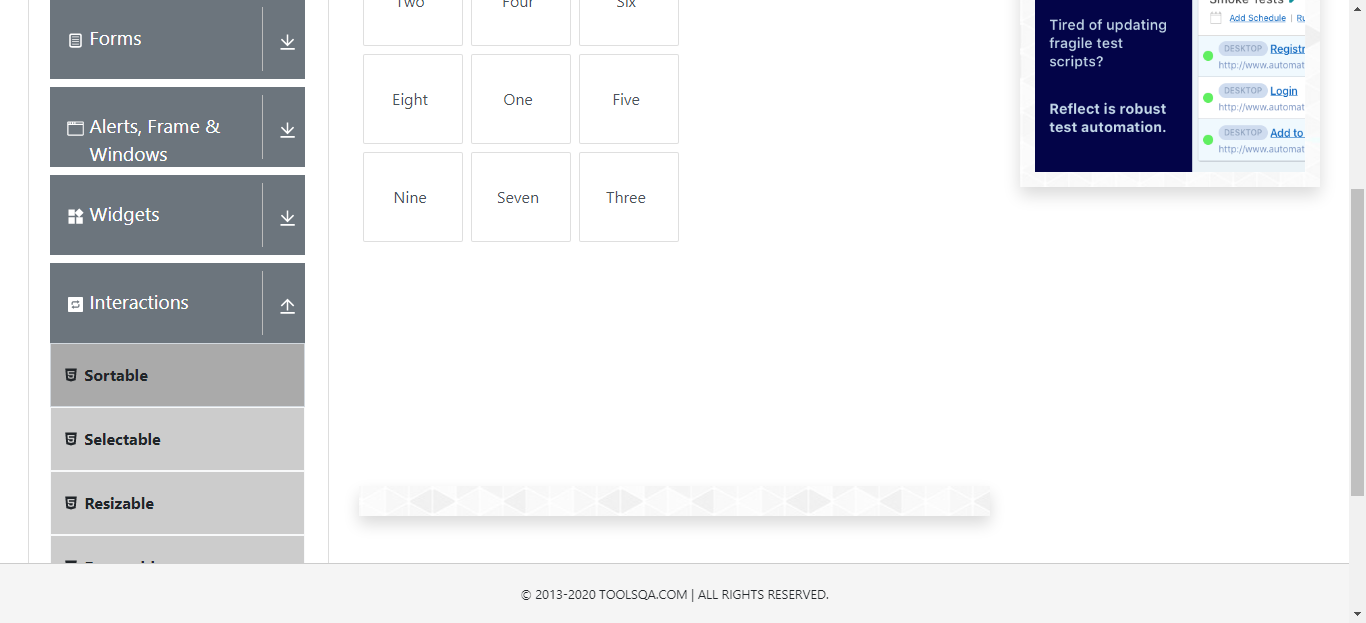 Forms
Alerts, Frame &
Windows
Widgets
Interactions
Sortable
Selectable
Resizable
Two Four Six
Eight One Five
Nine Seven Three
Tired of updating
fragile test
scripts?
Reflect is robust
test automation.
Smoke Tests
Add Schedule
DESKTOP Registr
http://www.automat
DESKTOP Login
http://www.automat
DESKTOP Add to
http://www.automat
© 2013-2020 TOOLSQA.COM | ALL RIGHTS RESERVED.